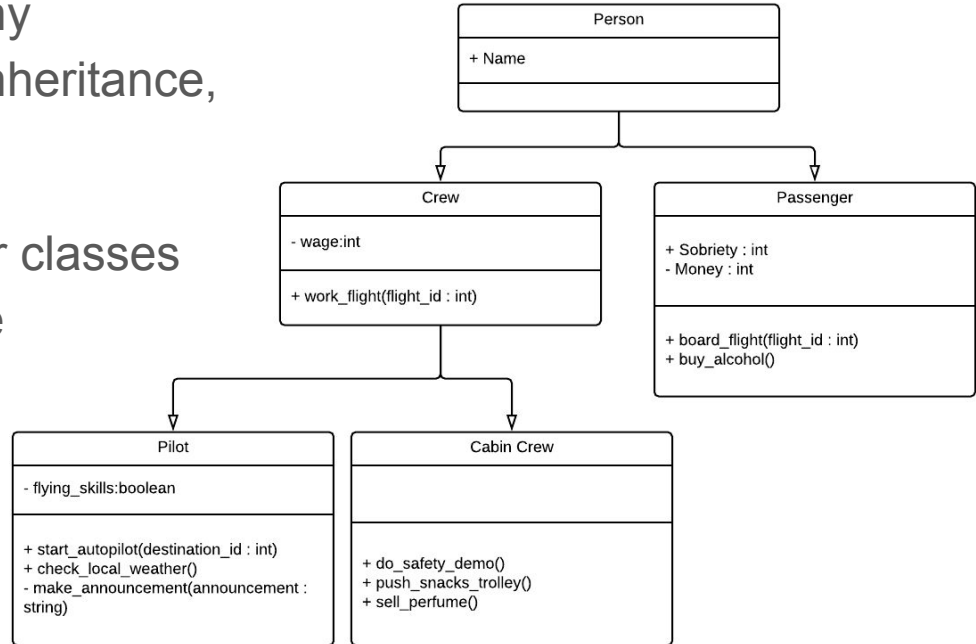 ny
nheritance,
r classes
e
Person
+ Name
Crew
- wage:int
+ work_flight(flight_id : int)
Passenger
+ Sobriety : int
- Money : int
+ board_flight(flight_id : int)
+ buy_alcohol()
Pilot
- flying_skills:boolean
+ start_autopilot(destination_id : int)
+ check_local_weather()
- make_announcement(announcement :
string)
Cabin Crew
+ do_safety_demo()
+ push_snacks_trolley()
+ sell_perfume()